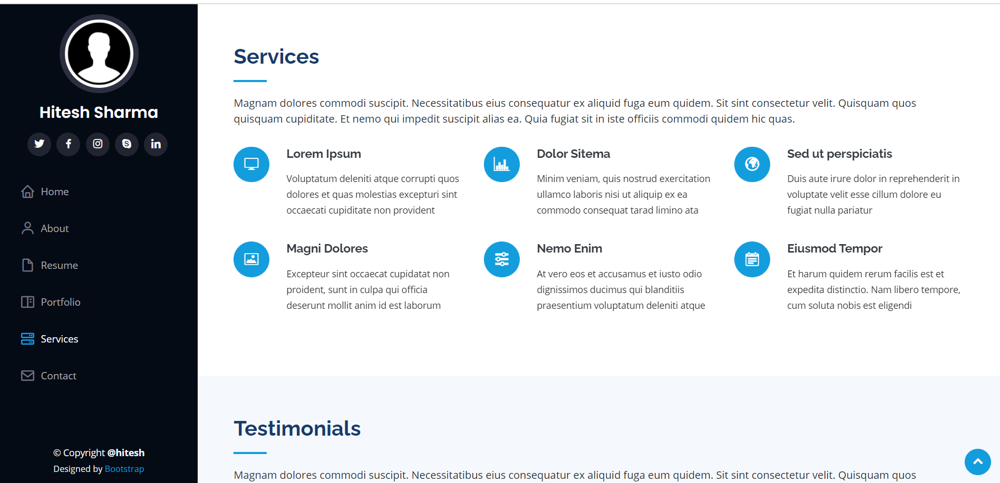 Hitesh Sharma
Home
About
Resume
Portfolio
Services
Contact
© Copyright @hitesh
Designed by Bootstrap
Services
Magnam dolores commodi suscipit. Necessitatibus eius consequatur ex aliquid fuga eum quidem. Sit sint consectetur velit. Quisquam quos
quisquam cupiditate. Et nemo qui impedit suscipit alias ea. Quia fugiat sit in iste officiis commodi quidem hic quas.
Lorem Ipsum
Voluptatum deleniti atque corrupti quos
dolores et quas molestias excepturi sint
occaecati cupiditate non provident
Dolor Sitema
Minim veniam, quis nostrud exercitation
ullamco laboris nisi ut aliquip ex ea
commodo consequat tarad limino ata
Sed ut perspiciatis
Duis aute irure dolor in reprehenderit in
voluptate velit esse cillum dolore eu
fugiat nulla pariatur
Magni Dolores
Excepteur sint occaecat cupidatat non
proident, sunt in culpa qui officia
deserunt mollit anim id est laborum
Nemo Enim
At vero eos et accusamus et iusto odio
dignissimos ducimus qui blanditiis
praesentium voluptatum deleniti atque
Eiusmod Tempor
Et harum quidem rerum facilis est et
expedita distinctio. Nam libero tempore,
cum soluta nobis est eligendi
Testimonials
Magnam dolores commodi suscipit. Necessitatibus eius consequatur ex aliquid fuga eum quidem. Sit sint consectetur velit. Quisquam quos